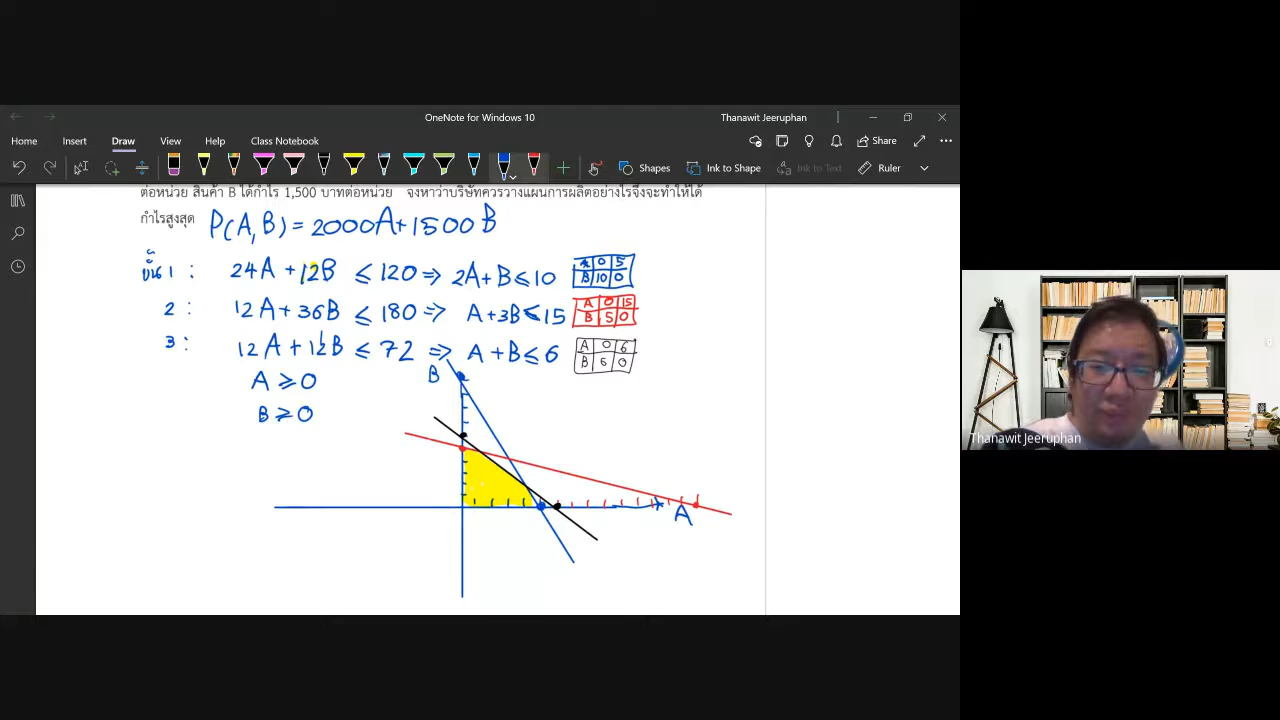 OneNote for Windows 10
Thanawit Jeeruphan
Home Insert Draw View Help Class Notebook
Share
Shapes Ink to Shape Ink to Text Ruler
ต่อหน่วย สินค้า B ได้กำไร 1,500 บาทต่อหน่วย จงหาว่าบริษัทควรวางแผนการผลิตอย่างไรจึงจะทำให้ได้
กำไรสูงสุด P(A,B) = 2000A+1500B
ขั้น 1 : 24A + 12B ≤ 120 ⇒ 2A+B ≤ 10
0 5
B 10 0
2 : 12A + 36B ≤ 180 ⇒ A+3B ≤ 15
A 0 15
B 5 0
3 : 12A + 12B ≤ 72 ⇒ A+B ≤ 6
A 0 6
B 6 0
A ≥ 0
B ≥ 0
B
A
Thanawit Jeeruphan